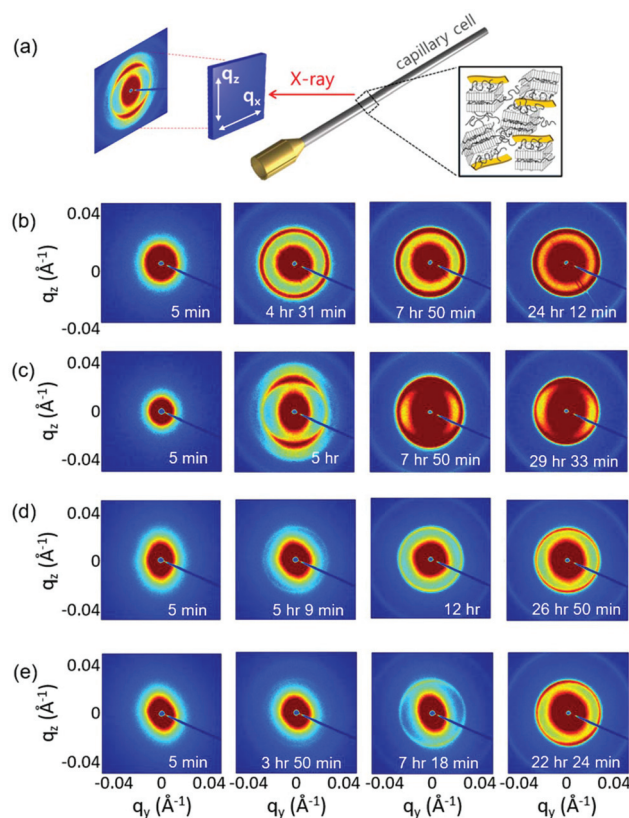 (a)
q_z
q_x
X-ray
capillary cell
(b)
0.04
0
-0.04
q_z (Å⁻¹)
5 min
4 hr 31 min
7 hr 50 min
24 hr 12 min
(c)
0.04
0
-0.04
q_z (Å⁻¹)
5 min
5 hr
7 hr 50 min
29 hr 33 min
(d)
0.04
0
-0.04
q_z (Å⁻¹)
5 min
5 hr 9 min
12 hr
26 hr 50 min
(e)
0.04
0
-0.04
q_z (Å⁻¹)
5 min
3 hr 50 min
7 hr 18 min
22 hr 24 min
-0.04 0 0.04 -0.04 0 0.04 -0.04 0 0.04 -0.04 0 0.04
q_y (Å⁻¹) q_y (Å⁻¹) q_y (Å⁻¹) q_y (Å⁻¹)